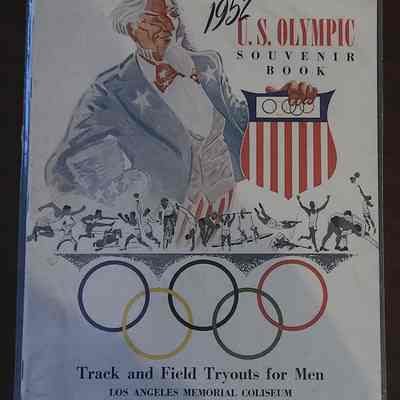 1952
U. S. OLYMPIC
SOUVENIR
BOOK
Track and Field Tryouts for Men
LOS ANGELES MEMORIAL COLISEUM